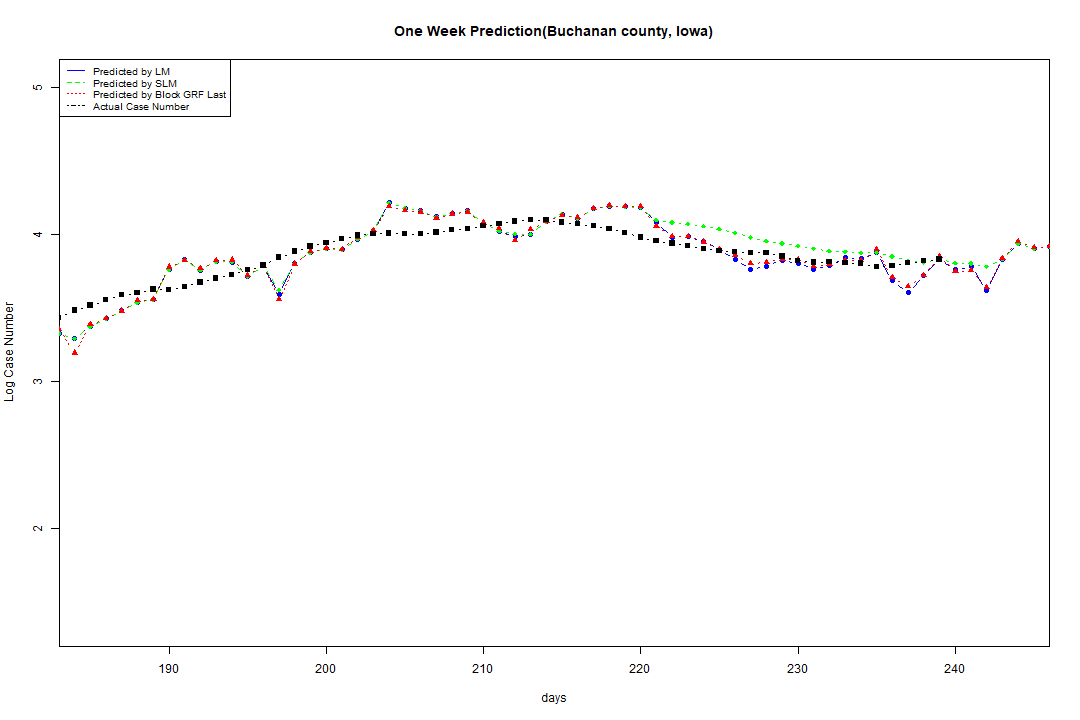 One Week Prediction(Buchanan county, Iowa)
Predicted by LM
Predicted by SLM
Predicted by Block GRF Last
Actual Case Number
5
4
3
2
Log Case Number
190 200 210 220 230 240
days